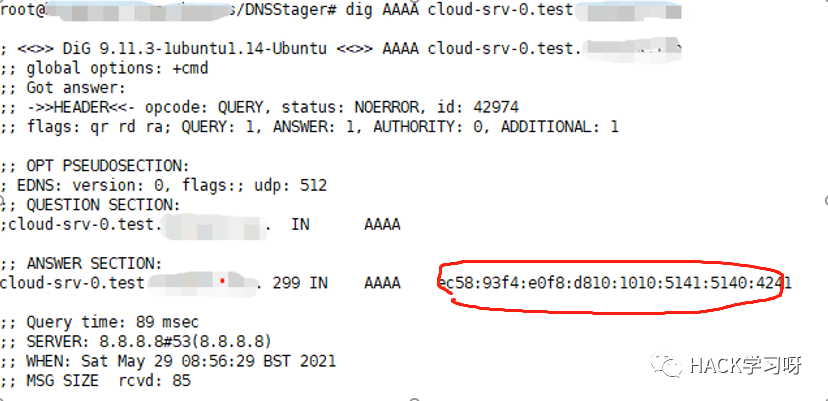 root@ s/DNSStager# dig AAAA cloud-srv-0.test
; <<>> DiG 9.11.3-1ubuntu1.14-Ubuntu <<>> AAAA cloud-srv-0.test.
;; global options: +cmd
;; Got answer:
;; ->>HEADER<<- opcode: QUERY, status: NOERROR, id: 42974
;; flags: qr rd ra; QUERY: 1, ANSWER: 1, AUTHORITY: 0, ADDITIONAL: 1
;; OPT PSEUDOSECTION:
; EDNS: version: 0, flags:; udp: 512
;; QUESTION SECTION:
;cloud-srv-0.test. . IN AAAA
;; ANSWER SECTION:
cloud-srv-0.test . 299 IN AAAA ec58:93f4:e0f8:d810:1010:5141:5140:4241
;; Query time: 89 msec
;; SERVER: 8.8.8.8#53(8.8.8.8)
;; WHEN: Sat May 29 08:56:29 BST 2021
;; MSG SIZE rcvd: 85
HACK学习呀